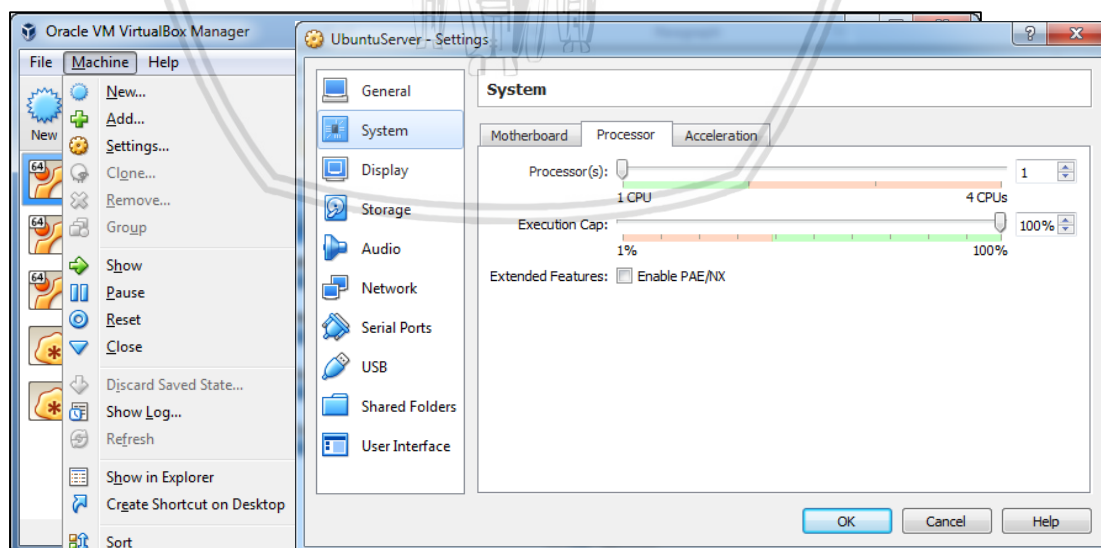 Oracle VM VirtualBox Manager
File Machine Help
New
64
64
64
New...
Add...
Settings...
Clone...
Remove...
Group
Show
Pause
Reset
Close
Discard Saved State...
Show Log...
Refresh
Show in Explorer
Create Shortcut on Desktop
Sort
UbuntuServer - Settings
General
System
Display
Storage
Audio
Network
Serial Ports
USB
Shared Folders
User Interface
System
Motherboard Processor Acceleration
Processor(s): 1
1 CPU 4 CPUs
Execution Cap: 100%
1% 100%
Extended Features: Enable PAE/NX
OK Cancel Help